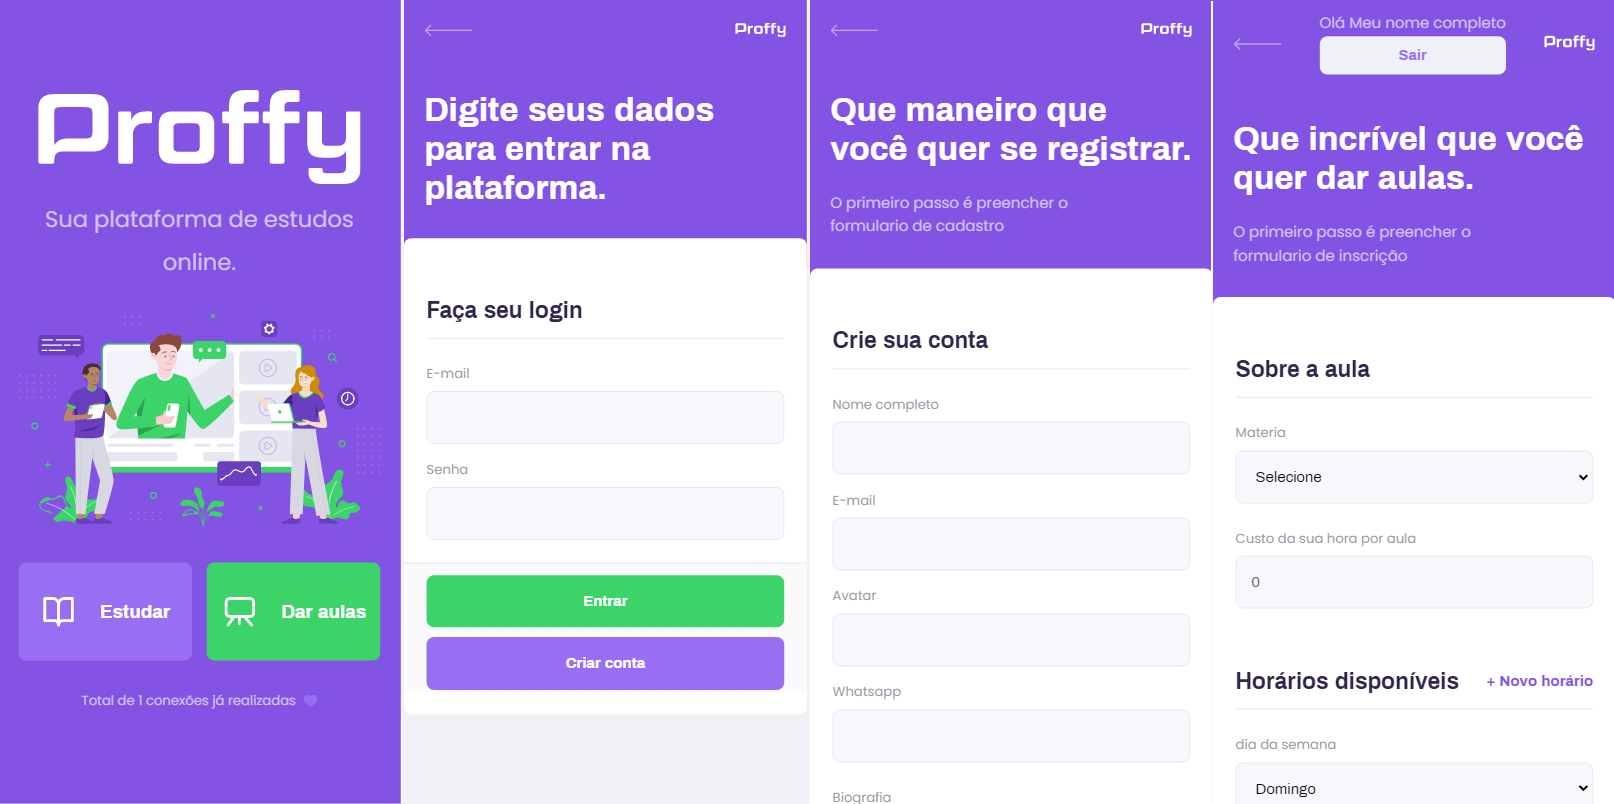 Proffy
Sua plataforma de estudos
online.
Estudar
Dar aulas
Total de 1 conexões já realizadas
Proffy
Digite seus dados
para entrar na
plataforma.
Faça seu login
E-mail
Senha
Entrar
Criar conta
Proffy
Que maneiro que
você quer se registrar.
O primeiro passo é preencher o
formulario de cadastro
Crie sua conta
Nome completo
E-mail
Avatar
Whatsapp
Biografia
Olá Meu nome completo
Sair
Proffy
Que incrível que você
quer dar aulas.
O primeiro passo é preencher o
formulario de inscrição
Sobre a aula
Materia
Selecione
Custo da sua hora por aula
0
Horários disponíveis
+ Novo horário
dia da semana
Domingo